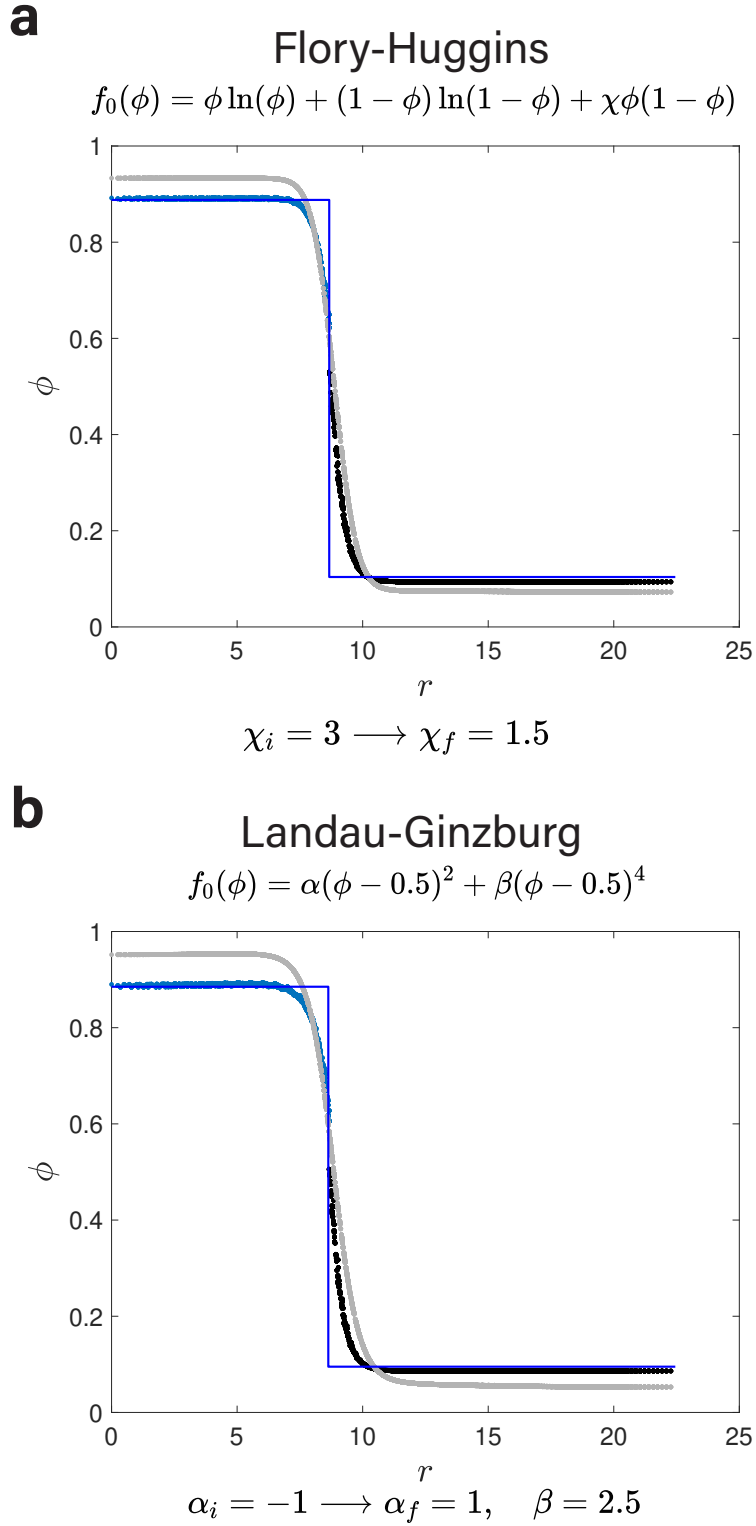 a
Flory-Huggins
f₀(ϕ) = ϕ ln(ϕ) + (1 − ϕ) ln(1 − ϕ) + χϕ(1 − ϕ)
1
0.8
0.6
0.4
0.2
0
ϕ
0 5 10 15 20 25
r
χᵢ = 3 ⟶ χ_f = 1.5
b
Landau-Ginzburg
f₀(ϕ) = α(ϕ − 0.5)² + β(ϕ − 0.5)⁴
1
0.8
0.6
0.4
0.2
0
ϕ
0 5 10 15 20 25
r
αᵢ = −1 ⟶ α_f = 1, β = 2.5